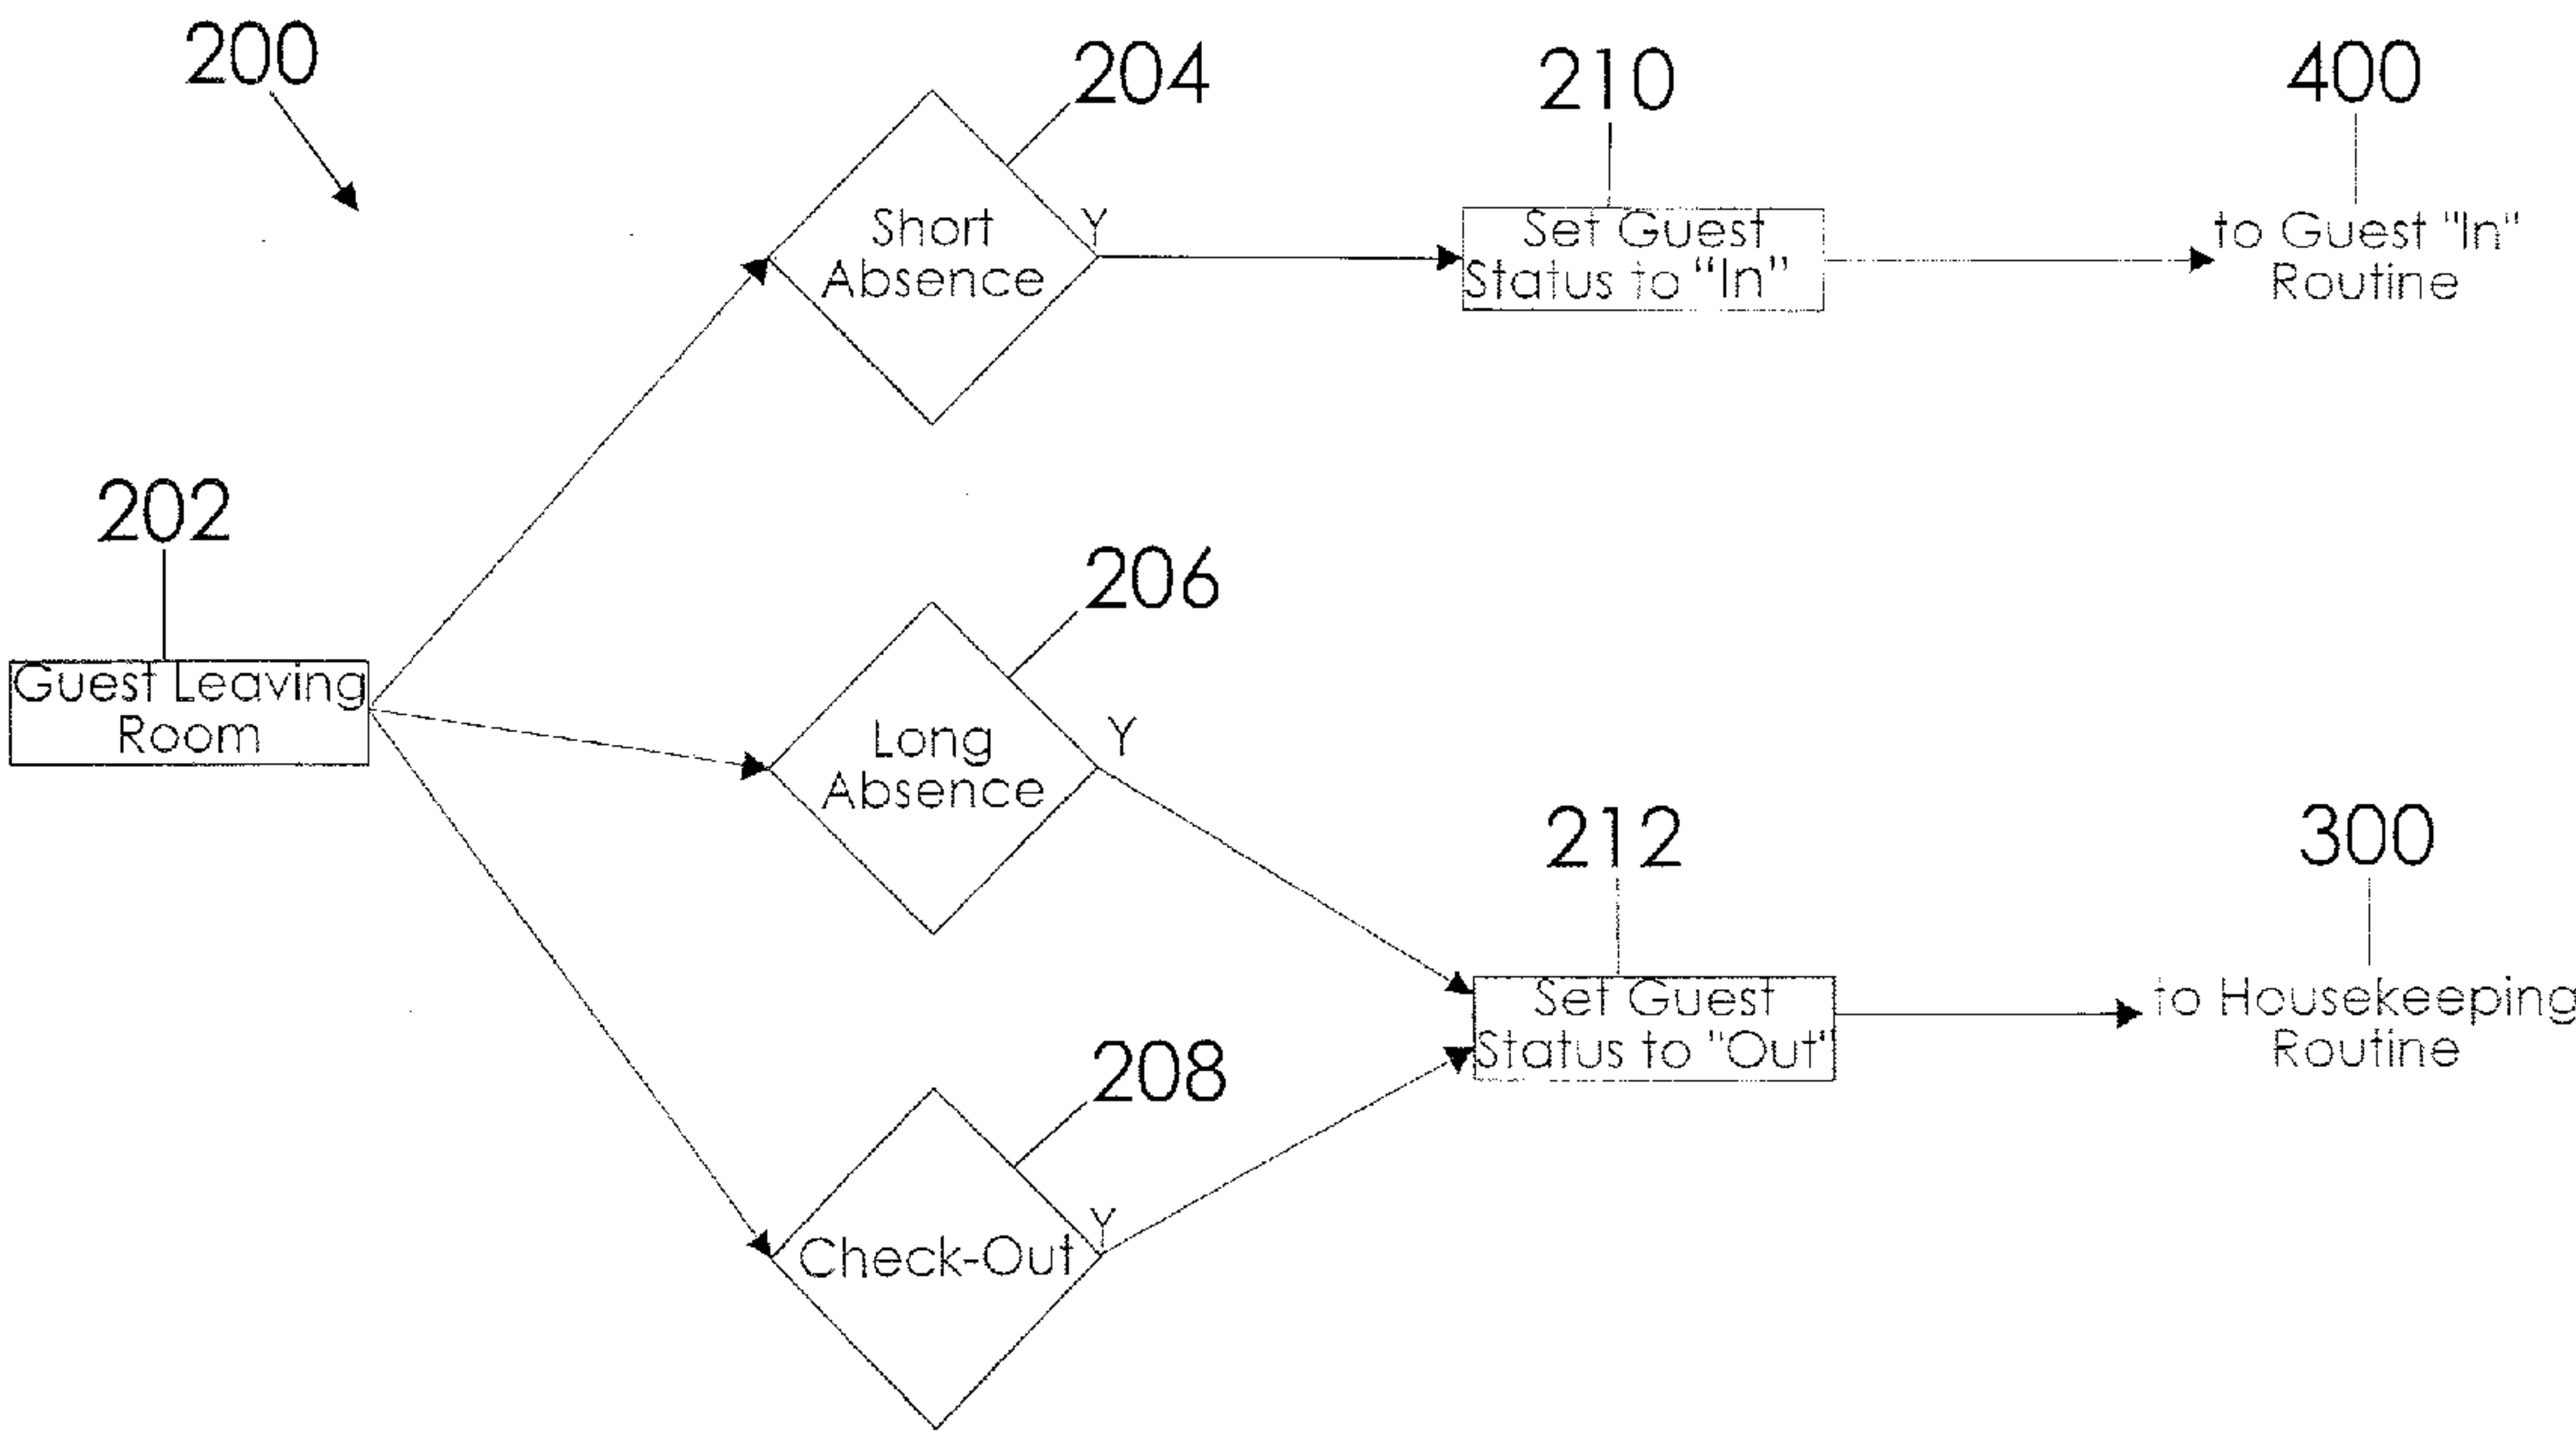 200
204
210
400
Short
Absence
Y
Set Guest
Status to “In”
to Guest "In"
Routine
202
Guest Leaving
Room
206
Long
Absence
Y
212
300
Set Guest
Status to "Out"
to Housekeeping
Routine
208
Check-Out
Y